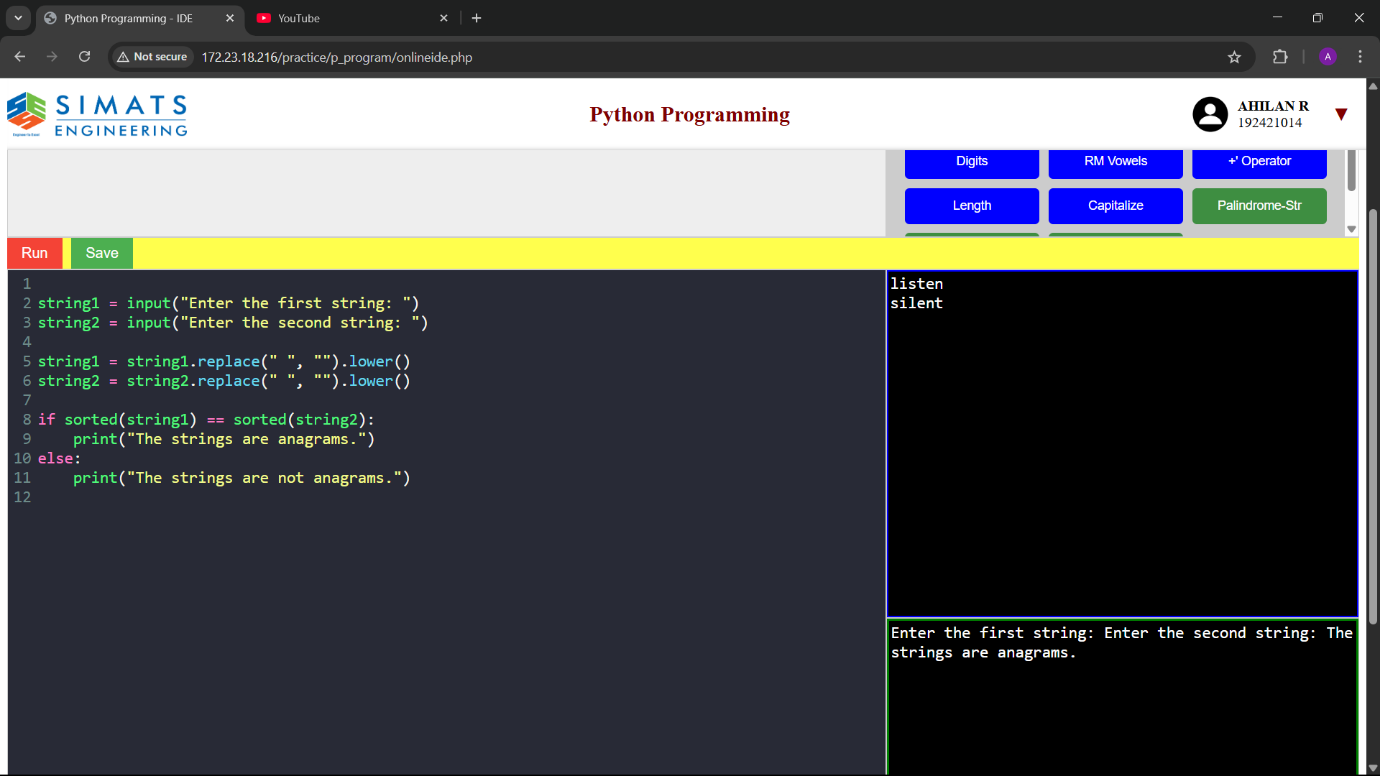 Python Programming - IDE
YouTube
Not secure
172.23.18.216/practice/p_program/onlineide.php
A
SIMATS
ENGINEERING
Python Programming
AHILAN R
192421014
Digits
RM Vowels
+' Operator
Length
Capitalize
Palindrome-Str
Run
Save
1
2 string1 = input("Enter the first string: ")
3 string2 = input("Enter the second string: ")
4
5 string1 = string1.replace(" ", "").lower()
6 string2 = string2.replace(" ", "").lower()
7
8 if sorted(string1) == sorted(string2):
9     print("The strings are anagrams.")
10 else:
11     print("The strings are not anagrams.")
12
listen
silent
Enter the first string: Enter the second string: The
strings are anagrams.